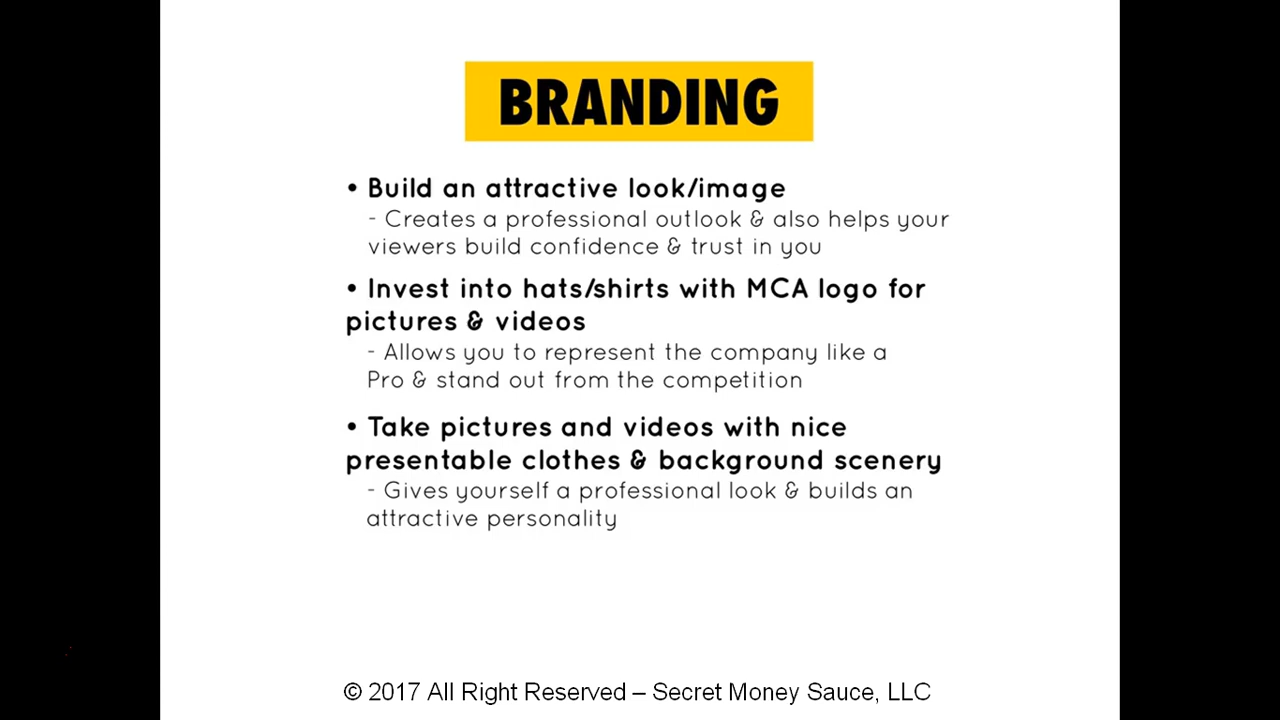 BRANDING
• Build an attractive look/image
- Creates a professional outlook & also helps your
viewers build confidence & trust in you
• Invest into hats/shirts with MCA logo for
pictures & videos
- Allows you to represent the company like a
Pro & stand out from the competition
• Take pictures and videos with nice
presentable clothes & background scenery
- Gives yourself a professional look & builds an
attractive personality
© 2017 All Right Reserved – Secret Money Sauce, LLC